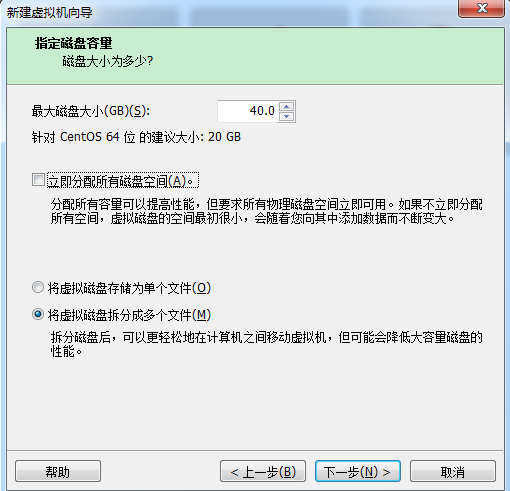 新建虚拟机向导
指定磁盘容量
磁盘大小为多少?
最大磁盘大小(GB)(S): 40.0
针对 CentOS 64 位 的建议大小: 20 GB
立即分配所有磁盘空间(A)。
分配所有容量可以提高性能，但要求所有物理磁盘空间立即可用。如果不立即分配
所有空间，虚拟磁盘的空间最初很小，会随着您向其中添加数据而不断变大。
将虚拟磁盘存储为单个文件(O)
将虚拟磁盘拆分成多个文件(M)
拆分磁盘后，可以更轻松地在计算机之间移动虚拟机，但可能会降低大容量磁盘的
性能。
帮助 < 上一步(B) 下一步(N) > 取消